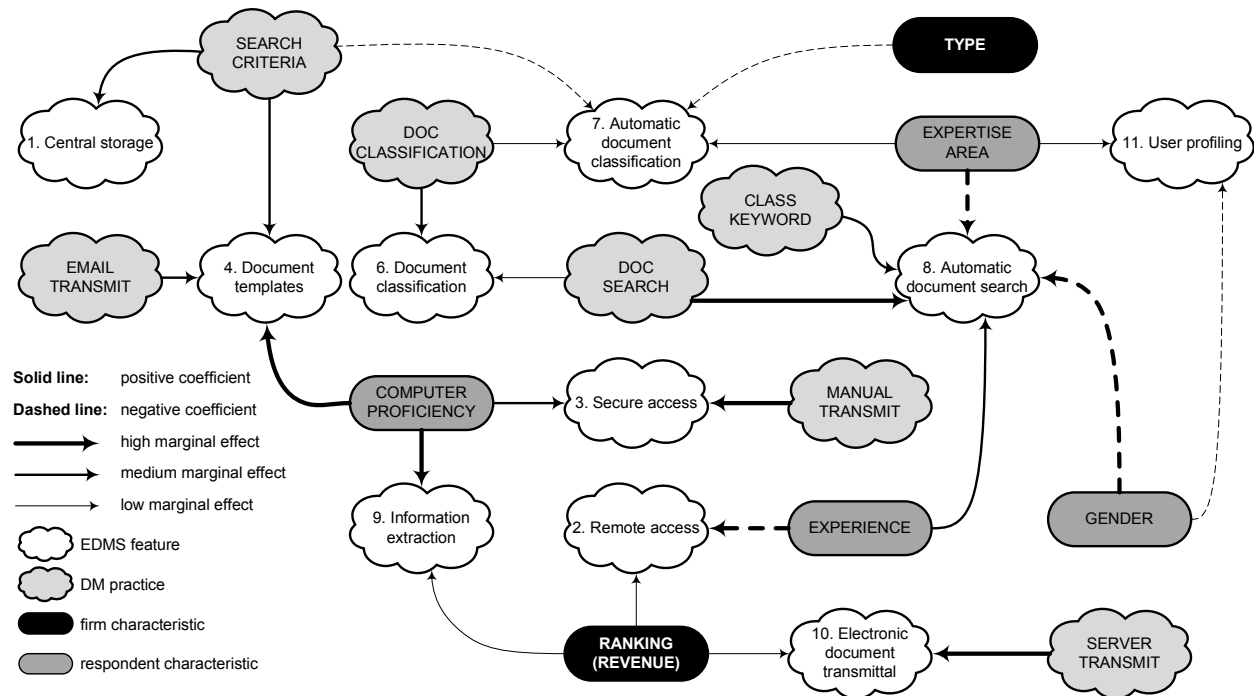 SEARCH
CRITERIA
TYPE
1. Central storage
DOC
CLASSIFICATION
7. Automatic
document
classification
EXPERTISE
AREA
11. User profiling
CLASS
KEYWORD
EMAIL
TRANSMIT
4. Document
templates
6. Document
classification
DOC
SEARCH
8. Automatic
document search
Solid line: positive coefficient
Dashed line: negative coefficient
high marginal effect
medium marginal effect
low marginal effect
EDMS feature
DM practice
firm characteristic
respondent characteristic
COMPUTER
PROFICIENCY
3. Secure access
MANUAL
TRANSMIT
9. Information
extraction
2. Remote access
EXPERIENCE
GENDER
RANKING
(REVENUE)
10. Electronic
document
transmittal
SERVER
TRANSMIT